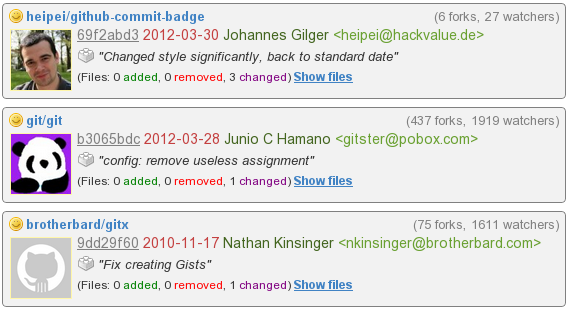 heipei/github-commit-badge (6 forks, 27 watchers)
69f2abd3 2012-03-30 Johannes Gilger <heipei@hackvalue.de>
"Changed style significantly, back to standard date"
(Files: 0 added, 0 removed, 3 changed) Show files
git/git (437 forks, 1919 watchers)
b3065bdc 2012-03-28 Junio C Hamano <gitster@pobox.com>
"config: remove useless assignment"
(Files: 0 added, 0 removed, 1 changed) Show files
brotherbard/gitx (75 forks, 1611 watchers)
9dd29f60 2010-11-17 Nathan Kinsinger <nkinsinger@brotherbard.com>
"Fix creating Gists"
(Files: 0 added, 0 removed, 1 changed) Show files